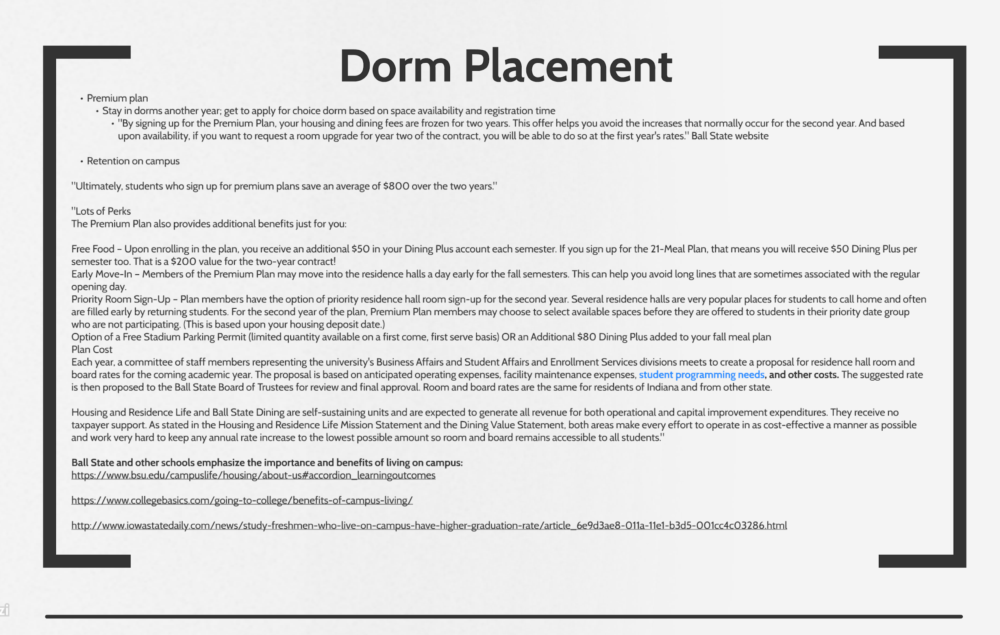 Dorm Placement
• Premium plan
• Stay in dorms another year; get to apply for choice dorm based on space availability and registration time
• "By signing up for the Premium Plan, your housing and dining fees are frozen for two years. This offer helps you avoid the increases that normally occur for the second year. And based
upon availability, if you want to request a room upgrade for year two of the contract, you will be able to do so at the first year's rates." Ball State website
• Retention on campus
"Ultimately, students who sign up for premium plans save an average of $800 over the two years."
"Lots of Perks
The Premium Plan also provides additional benefits just for you:
Free Food – Upon enrolling in the plan, you receive an additional $50 in your Dining Plus account each semester. If you sign up for the 21-Meal Plan, that means you will receive $50 Dining Plus per
semester too. That is a $200 value for the two-year contract!
Early Move-In – Members of the Premium Plan may move into the residence halls a day early for the fall semesters. This can help you avoid long lines that are sometimes associated with the regular
opening day.
Priority Room Sign-Up – Plan members have the option of priority residence hall room sign-up for the second year. Several residence halls are very popular places for students to call home and often
are filled early by returning students. For the second year of the plan, Premium Plan members may choose to select available spaces before they are offered to students in their priority date group
who are not participating. (This is based upon your housing deposit date.)
Option of a Free Stadium Parking Permit (limited quantity available on a first come, first serve basis) OR an Additional $80 Dining Plus added to your fall meal plan
Plan Cost
Each year, a committee of staff members representing the university's Business Affairs and Student Affairs and Enrollment Services divisions meets to create a proposal for residence hall room and
board rates for the coming academic year. The proposal is based on anticipated operating expenses, facility maintenance expenses, student programming needs, and other costs. The suggested rate
is then proposed to the Ball State Board of Trustees for review and final approval. Room and board rates are the same for residents of Indiana and from other state.
Housing and Residence Life and Ball State Dining are self-sustaining units and are expected to generate all revenue for both operational and capital improvement expenditures. They receive no
taxpayer support. As stated in the Housing and Residence Life Mission Statement and the Dining Value Statement, both areas make every effort to operate in as cost-effective a manner as possible
and work very hard to keep any annual rate increase to the lowest possible amount so room and board remains accessible to all students."
Ball State and other schools emphasize the importance and benefits of living on campus:
https://www.bsu.edu/campuslife/housing/about-us#accordion_learningoutcomes
https://www.collegebasics.com/going-to-college/benefits-of-campus-living/
http://www.iowastatedaily.com/news/study-freshmen-who-live-on-campus-have-higher-graduation-rate/article_6e9d3ae8-011a-11e1-b3d5-001cc4c03286.html
zi